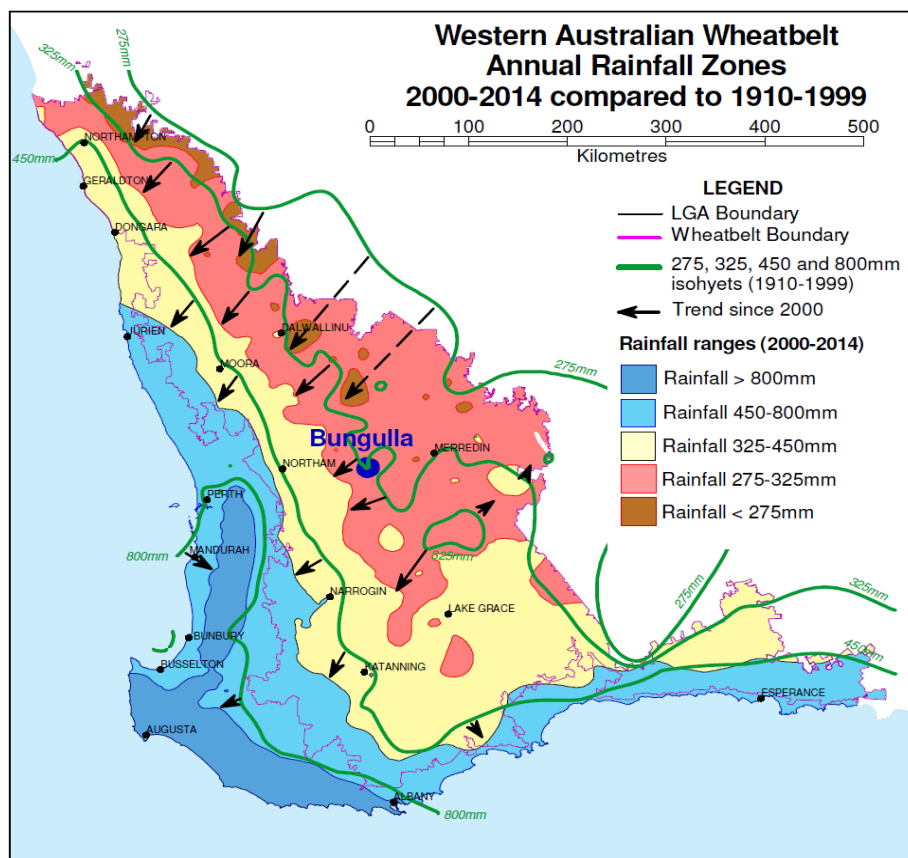 Western Australian Wheatbelt
Annual Rainfall Zones
2000-2014 compared to 1910-1999
0 100 200 300 400 500
Kilometres
LEGEND
LGA Boundary
Wheatbelt Boundary
275, 325, 450 and 800mm
isohyets (1910-1999)
Trend since 2000
Rainfall ranges (2000-2014)
Rainfall > 800mm
Rainfall 450-800mm
Rainfall 325-450mm
Rainfall 275-325mm
Rainfall < 275mm
325mm
275mm
NORTHAMPTON
450mm
GERALDTON
DONGARA
JURIEN
DALWALLINU
MOORA
275mm
Bungulla
MERREDIN
NORTHAM
PERTH
800mm
MANDURAH
625mm
NARROGIN
LAKE GRACE
275mm
325mm
BUNBURY
BUSSELTON
KATANNING
450mm
ESPERANCE
AUGUSTA
ALBANY
800mm